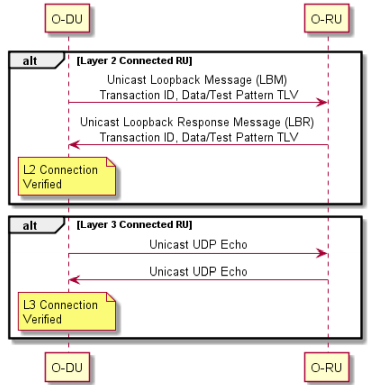 O-DU O-RU
alt [Layer 2 Connected RU]
Unicast Loopback Message (LBM)
Transaction ID, Data/Test Pattern TLV
Unicast Loopback Response Message (LBR)
Transaction ID, Data/Test Pattern TLV
L2 Connection
Verified
alt [Layer 3 Connected RU]
Unicast UDP Echo
Unicast UDP Echo
L3 Connection
Verified
O-DU O-RU